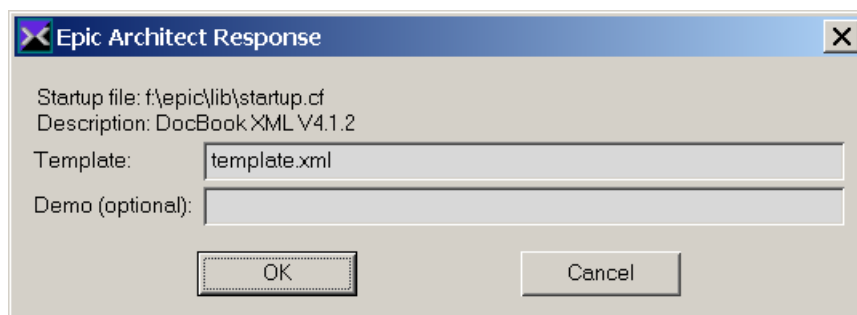 Epic Architect Response
Startup file: f:\epic\lib\startup.cf
Description: DocBook XML V4.1.2
Template: template.xml
Demo (optional):
OK Cancel